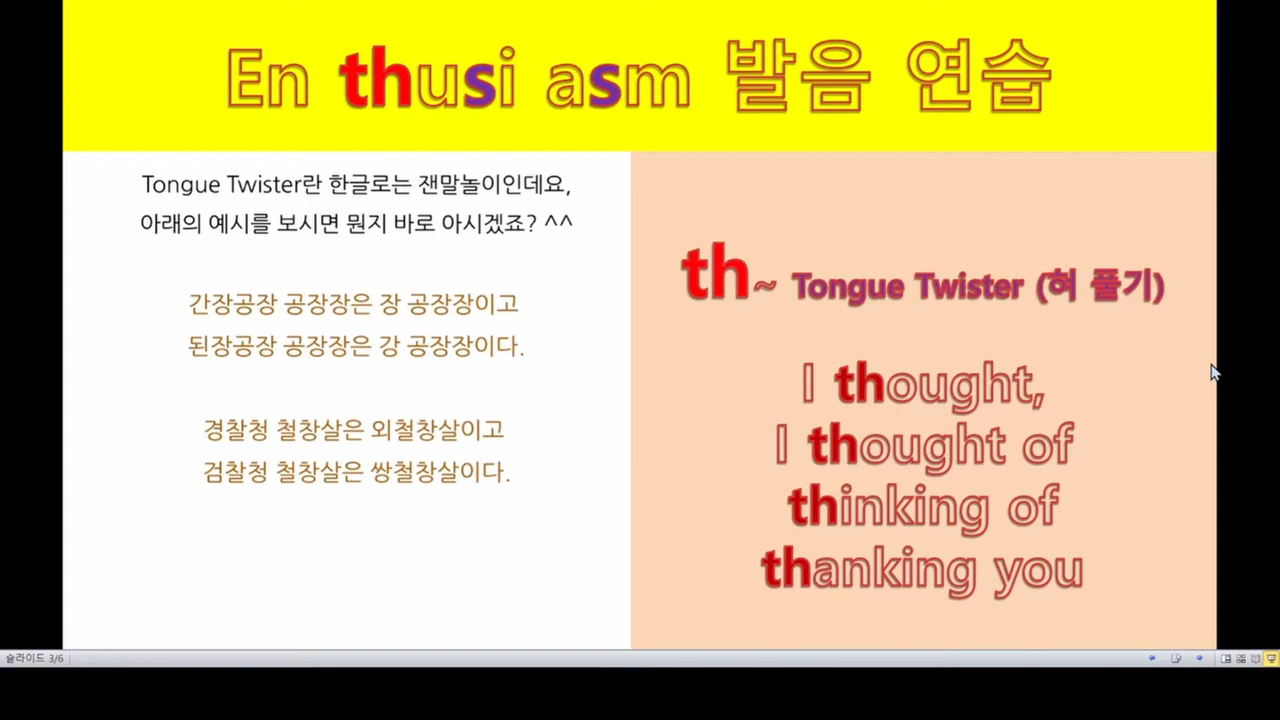 En thusi asm 발음 연습
Tongue Twister란 한글로는 잰말놀이인데요,
아래의 예시를 보시면 뭔지 바로 아시겠죠? ^^
간장공장 공장장은 장 공장장이고
된장공장 공장장은 강 공장장이다.
경찰청 철창살은 외철창살이고
검찰청 철창살은 쌍철창살이다.
th~ Tongue Twister (혀 풀기)
I thought,
I thought of
thinking of
thanking you
슬라이드 3/6